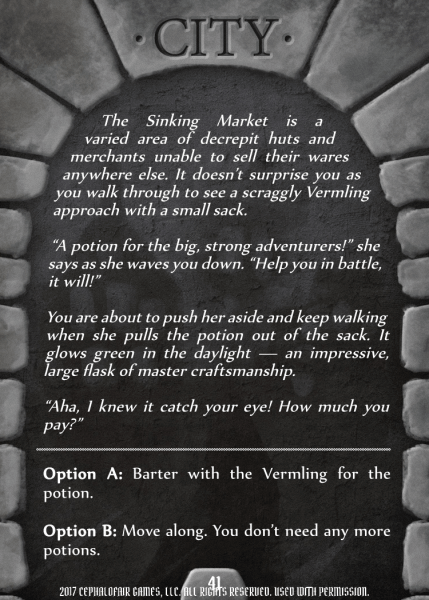 · CITY ·
The Sinking Market is a
varied area of decrepit huts and
merchants unable to sell their wares
anywhere else. It doesn't surprise you as
you walk through to see a scraggly Vermling
approach with a small sack.
"A potion for the big, strong adventurers!" she
says as she waves you down. "Help you in battle,
it will!"
You are about to push her aside and keep walking
when she pulls the potion out of the sack. It
glows green in the daylight — an impressive,
large flask of master craftsmanship.
"Aha, I knew it catch your eye! How much you
pay?"
Option A: Barter with the Vermling for the
potion.
Option B: Move along. You don't need any more
potions.
41
2017 CEPHALOFAIR GAMES, LLC. ALL RIGHTS RESERVED. USED WITH PERMISSION.